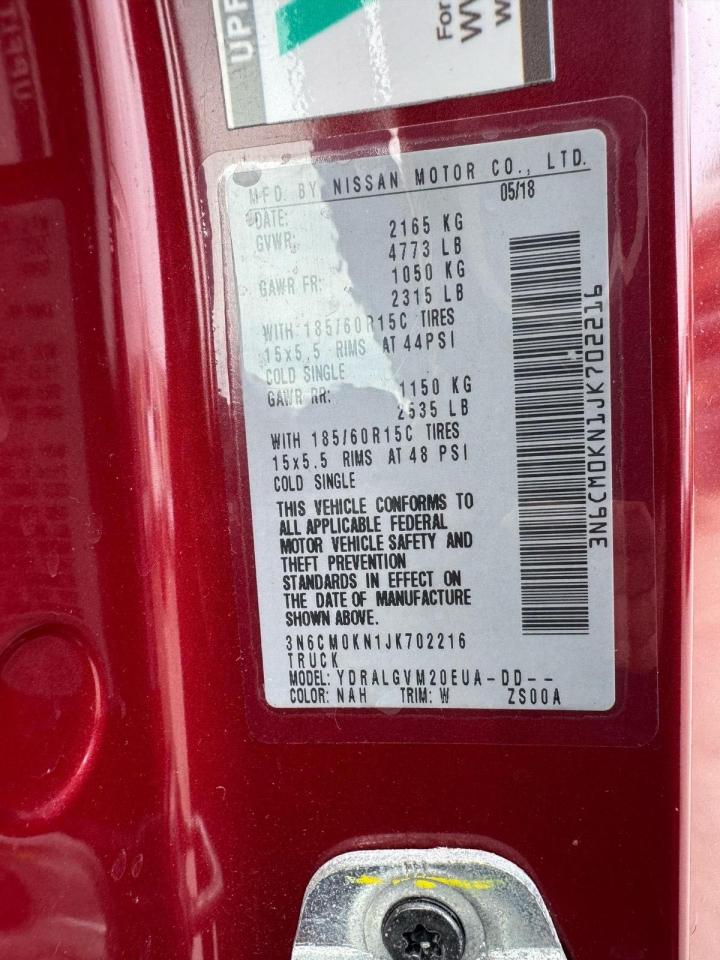 UPFIT
For
MFD. BY NISSAN MOTOR CO., LTD.
DATE: 05/18
GVWR: 2165 KG
4773 LB
GAWR FR: 1050 KG
2315 LB
WITH 185/60R15C TIRES
15x5.5 RIMS AT 44PSI
COLD SINGLE
GAWR RR: 1150 KG
2535 LB
WITH 185/60R15C TIRES
15x5.5 RIMS AT 48 PSI
COLD SINGLE
THIS VEHICLE CONFORMS TO
ALL APPLICABLE FEDERAL
MOTOR VEHICLE SAFETY AND
THEFT PREVENTION
STANDARDS IN EFFECT ON
THE DATE OF MANUFACTURE
SHOWN ABOVE.
3N6CM0KN1JK702216
TRUCK
MODEL: YDRALGVM20EUA-DD--
COLOR: NAH TRIM: W ZS00A
3N6CM0KN1JK702216